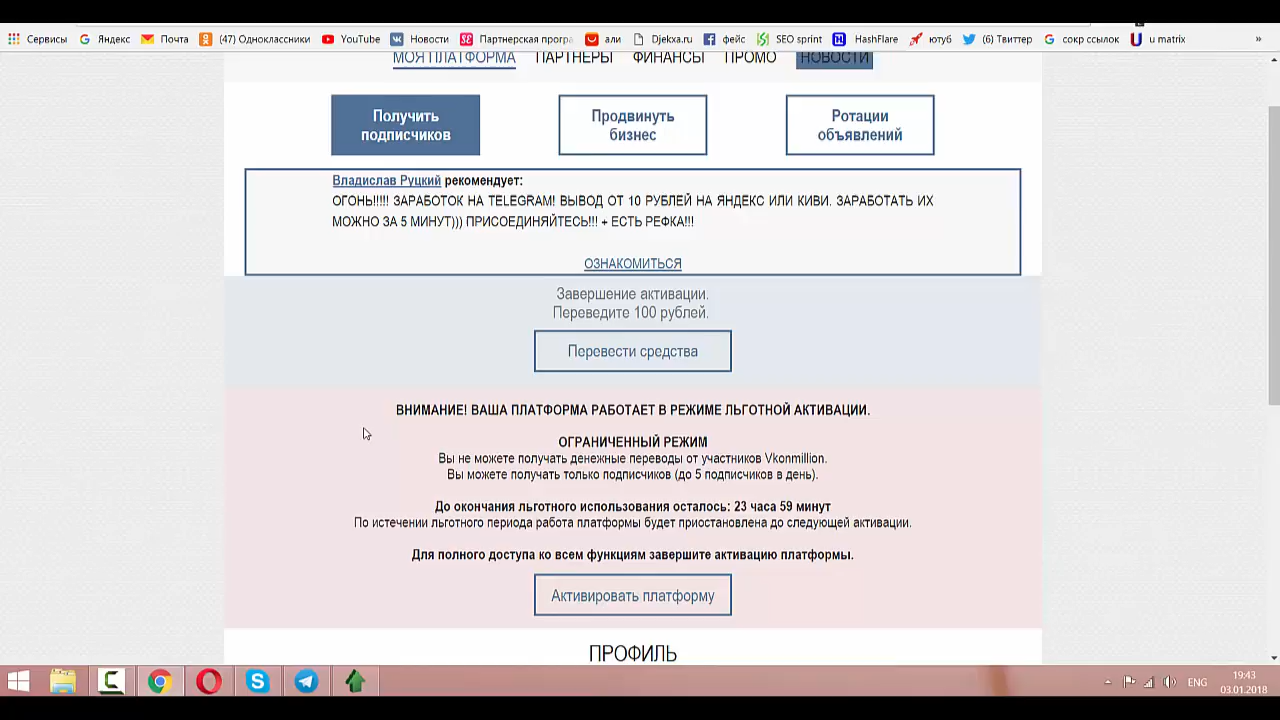 Сервисы Яндекс Почта (47) Одноклассники YouTube Новости Партнерская програ али Djekxa.ru фейс SEO sprint HashFlare ютуб (6) Твиттер сокр ссылок u matrix »
МОЯ ПЛАТФОРМА ПАРТНЕРЫ ФИНАНСЫ ПРОМО НОВОСТИ
Получить
подписчиков
Продвинуть
бизнес
Ротации
объявлений
Владислав Руцкий рекомендует:
ОГОНЬ!!!!! ЗАРАБОТОК НА TELEGRAM! ВЫВОД ОТ 10 РУБЛЕЙ НА ЯНДЕКС ИЛИ КИВИ. ЗАРАБОТАТЬ ИХ
МОЖНО ЗА 5 МИНУТ))) ПРИСОЕДИНЯЙТЕСЬ!!! + ЕСТЬ РЕФКА!!!
ОЗНАКОМИТЬСЯ
Завершение активации.
Переведите 100 рублей.
Перевести средства
ВНИМАНИЕ! ВАША ПЛАТФОРМА РАБОТАЕТ В РЕЖИМЕ ЛЬГОТНОЙ АКТИВАЦИИ.
ОГРАНИЧЕННЫЙ РЕЖИМ
Вы не можете получать денежные переводы от участников Vkonmillion.
Вы можете получать только подписчиков (до 5 подписчиков в день).
До окончания льготного использования осталось: 23 часа 59 минут
По истечении льготного периода работа платформы будет приостановлена до следующей активации.
Для полного доступа ко всем функциям завершите активацию платформы.
Активировать платформу
ПРОФИЛЬ
ENG
19:43
03.01.2018